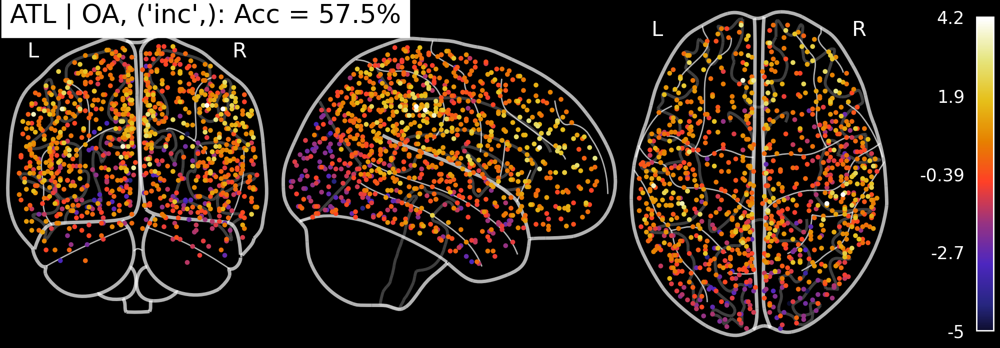 ATL | OA, ('inc',): Acc = 57.5%
L
R
L
R
4.2
1.9
-0.39
-2.7
-5